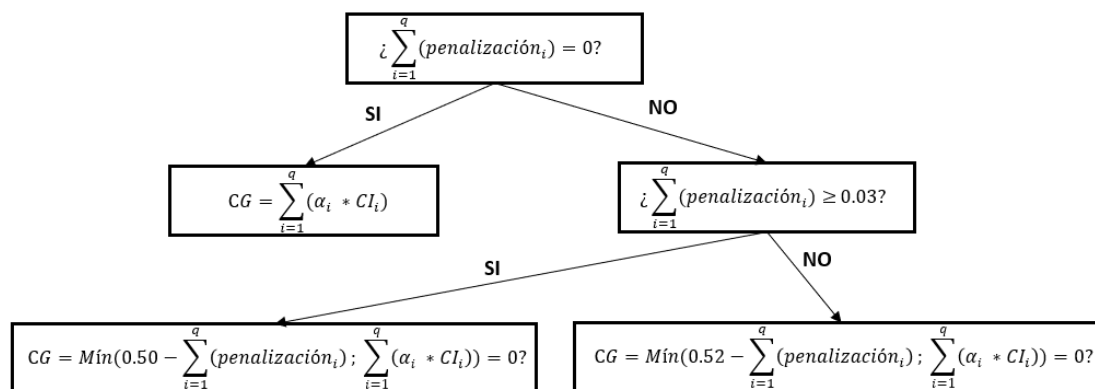 ¿ ∑_{i=1}^{q}(penalización_i) = 0?
SI
NO
CG = ∑_{i=1}^{q}(α_i * CI_i)
¿ ∑_{i=1}^{q}(penalización_i) ≥ 0.03?
SI
NO
CG = Mín(0.50 − ∑_{i=1}^{q}(penalización_i) ; ∑_{i=1}^{q}(α_i * CI_i)) = 0?
CG = Mín(0.52 − ∑_{i=1}^{q}(penalización_i) ; ∑_{i=1}^{q}(α_i * CI_i)) = 0?